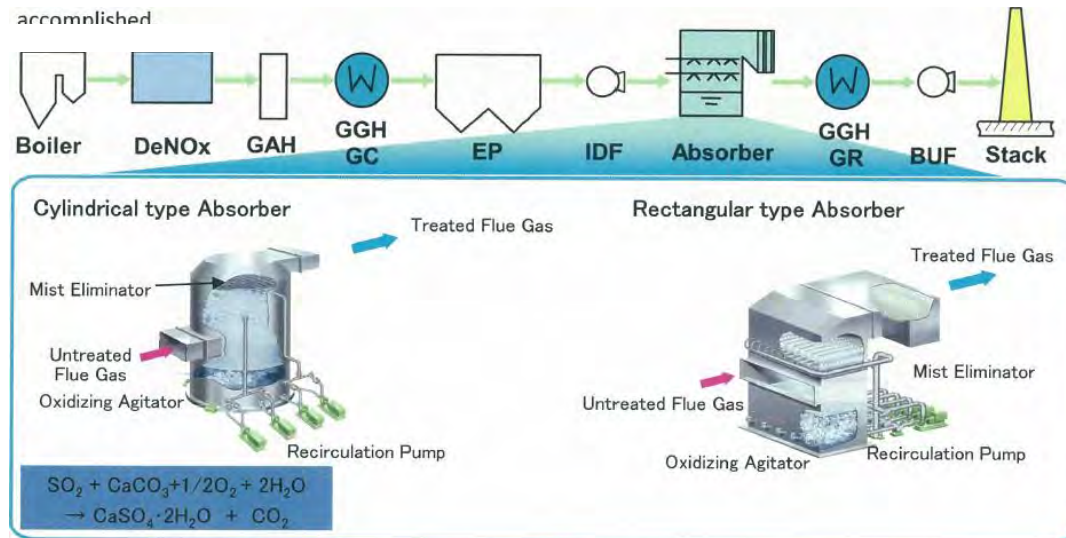 accomplished
Boiler
DeNOx
GAH
GGH
GC
EP
IDF
Absorber
GGH
GR
BUF
Stack
Cylindrical type Absorber
Treated Flue Gas
Mist Eliminator
Untreated
Flue Gas
Oxidizing Agitator
Recirculation Pump
SO₂ + CaCO₃+1/2O₂ + 2H₂O
→ CaSO₄·2H₂O + CO₂
Rectangular type Absorber
Treated Flue Gas
Mist Eliminator
Untreated Flue Gas
Oxidizing Agitator
Recirculation Pump